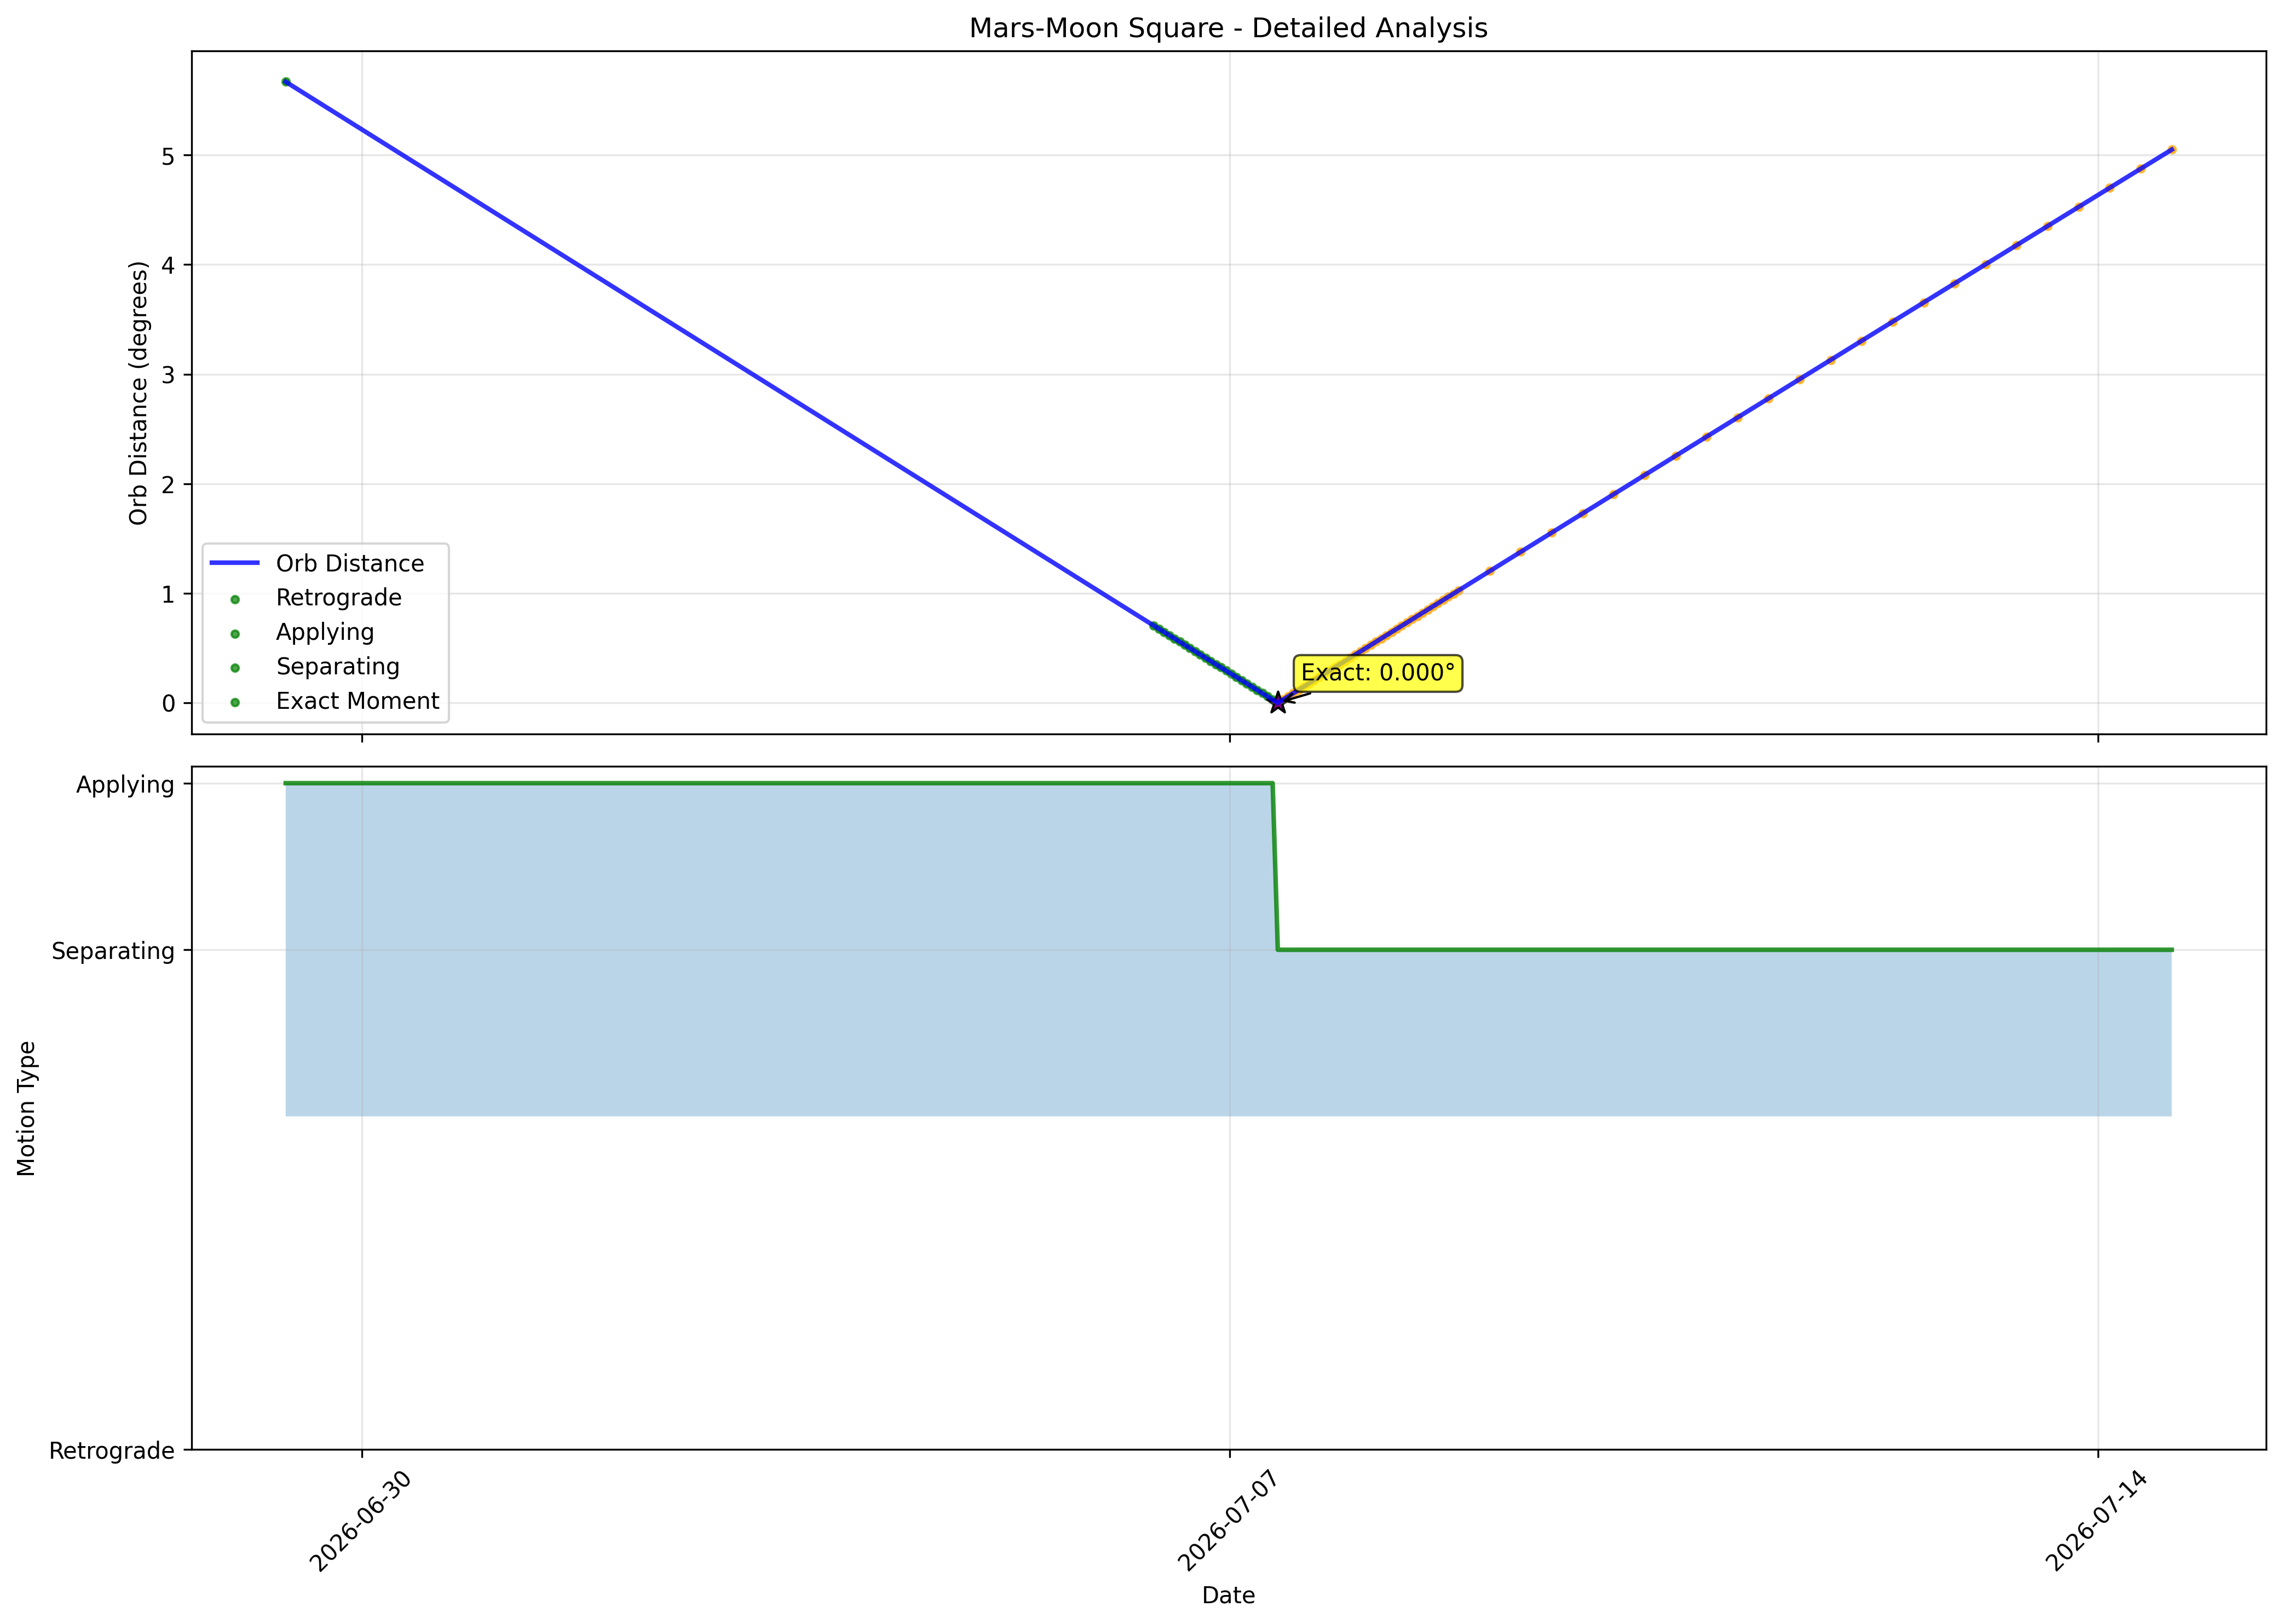 Mars-Moon Square - Detailed Analysis
Orb Distance (degrees)
5
4
3
2
1
0
Orb Distance
Retrograde
Applying
Separating
Exact Moment
Exact: 0.000°
Motion Type
Applying
Separating
Retrograde
2026-06-30
2026-07-07
2026-07-14
Date